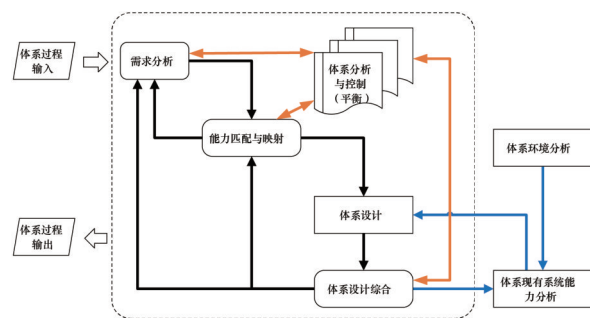 体系过程
输入
需求分析
体系分析
与控制
（平衡）
能力匹配与映射
体系环境分析
体系设计
体系过程
输出
体系设计综合
体系现有系统能
力分析